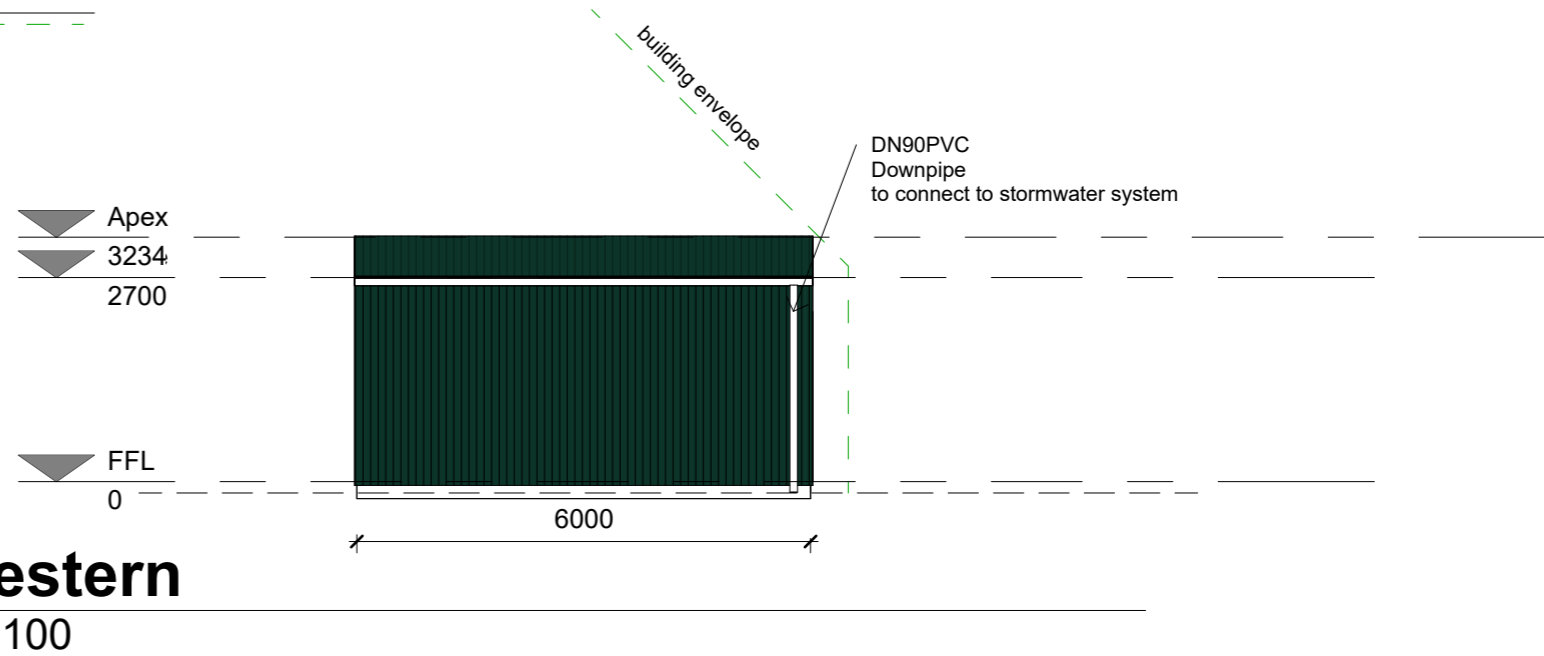 building envelope
DN90PVC
Downpipe
to connect to stormwater system
Apex
3234
2700
FFL
0
6000
estern
100